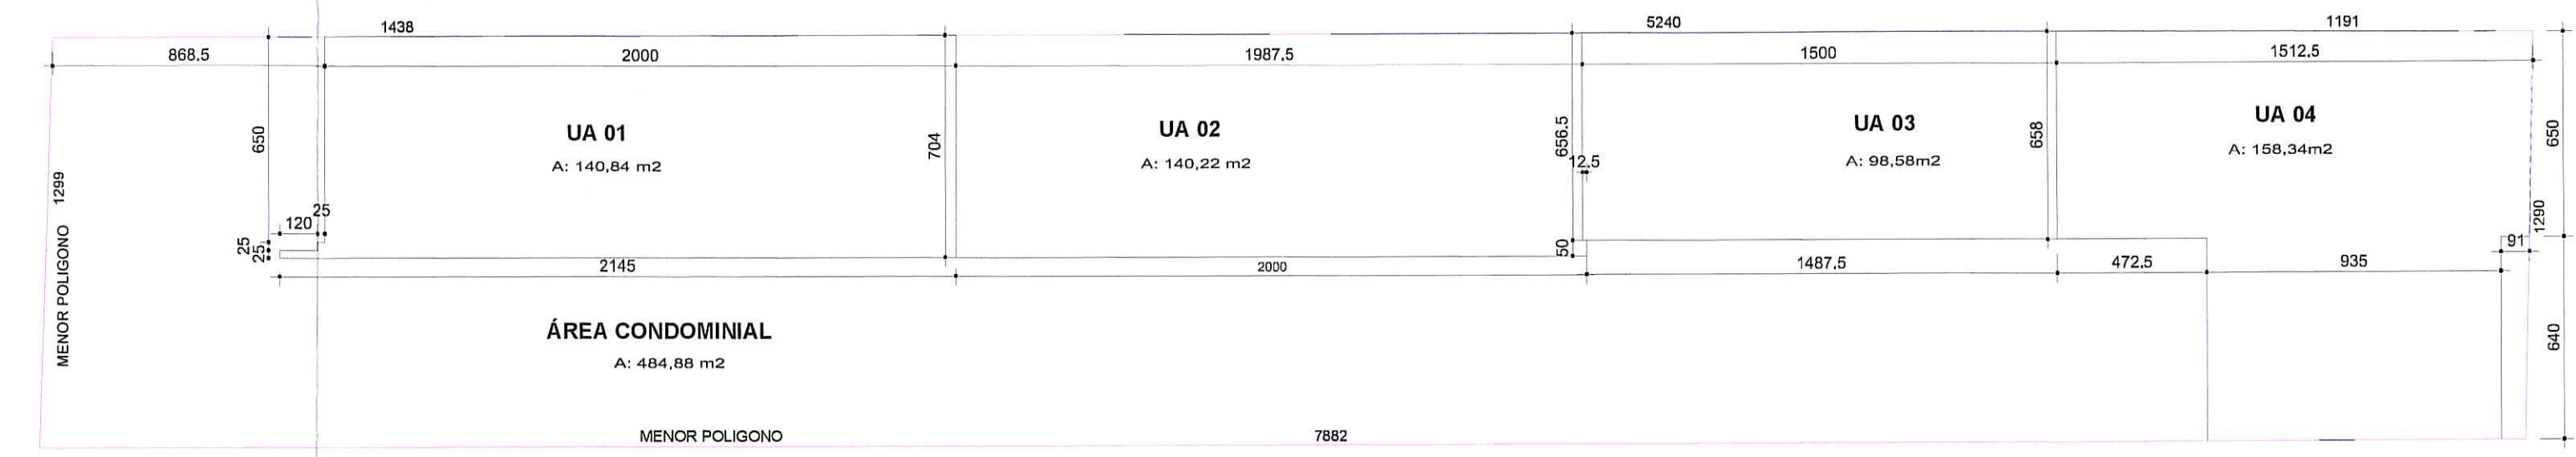 1438
5240
1191
868.5
2000
1987.5
1500
1512.5
650
UA 01
A: 140,84 m2
704
UA 02
A: 140,22 m2
656.5
12.5
UA 03
A: 98,58m2
658
UA 04
A: 158,34m2
650
MENOR POLIGONO 1299
120
25
25
25
50
1290
91
2145
2000
1487.5
472.5
935
ÁREA CONDOMINIAL
A: 484,88 m2
640
MENOR POLIGONO
7882